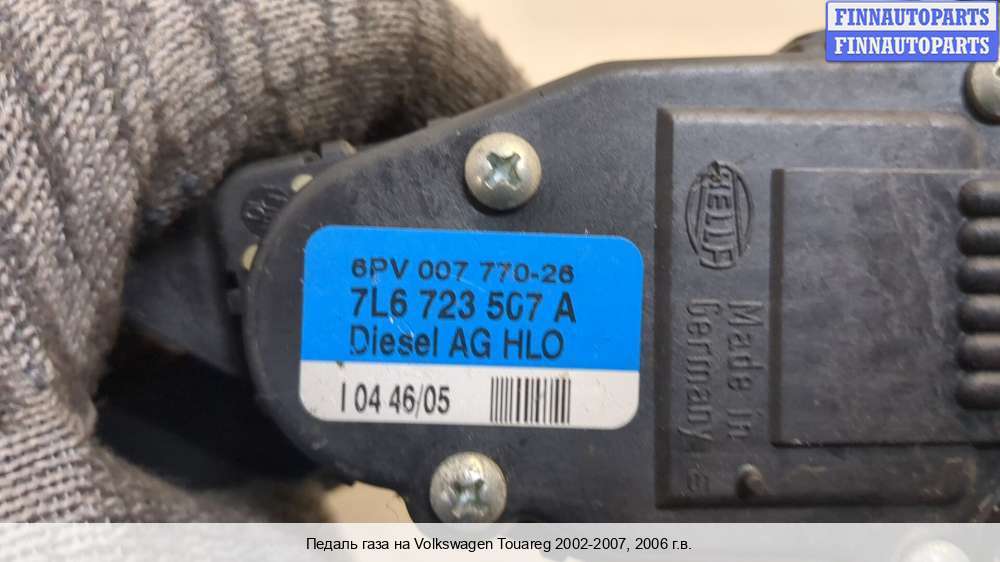 FINNAUTOPARTS
FINNAUTOPARTS
6PV 007 770-26
7L6 723 507 A
Diesel AG HLO
I 04 46/05
HELLA
Made in
Germany
Педаль газа на Volkswagen Touareg 2002-2007, 2006 г.в.